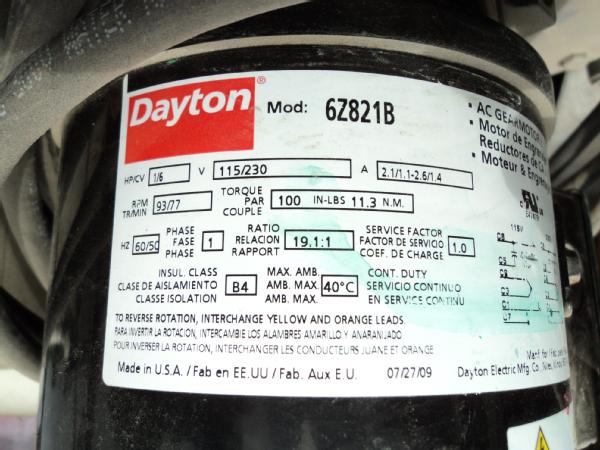 Dayton®
Mod: 6Z821B
• AC GEARMOTOR
• Motor de
Reductores de
• Moteur &
HP/CV 1/6 V 115/230 A 2.1/1.1-2.6/1.4
RPM TR/MIN 93/77 TORQUE PAR COUPLE 100 IN-LBS 11.3 N.M.
HZ 60/50 PHASE FASE PHASE 1 RATIO RELACION RAPPORT 19.1:1 SERVICE FACTOR FACTOR DE SERVICIO COEF. DE CHARGE 1.0
INSUL. CLASS CLASE DE AISLAMIENTO CLASSE ISOLATION B4 MAX. AMB. AMB. MAX. AMB. MAX. 40°C CONT. DUTY SERVICIO CONTINUO EN SERVICE CONTINU
115V
TO REVERSE ROTATION, INTERCHANGE YELLOW AND ORANGE LEADS.
PARA INVERTIR LA ROTACION, INTERCAMBIE LOS ALAMBRES AMARILLO Y ANARANJADO
POUR INVERSER LA ROTATION, INTERCHANGER LES CONDUCTEURS JUANE ET ORANGE
Made in U.S.A. / Fab en EE.UU / Fab. Aux E.U. 07/27/09
Dayton Electric Mfg. Co.